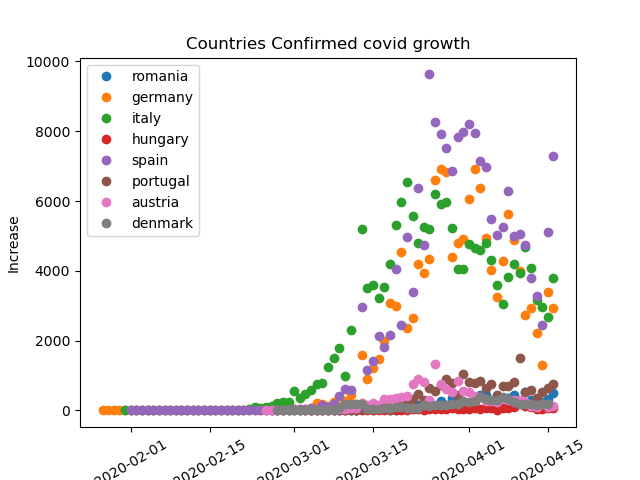 Countries Confirmed covid growth
Increase
10000
8000
6000
4000
2000
0
romania
germany
italy
hungary
spain
portugal
austria
denmark
2020-02-01
2020-02-15
2020-03-01
2020-03-15
2020-04-01
2020-04-15